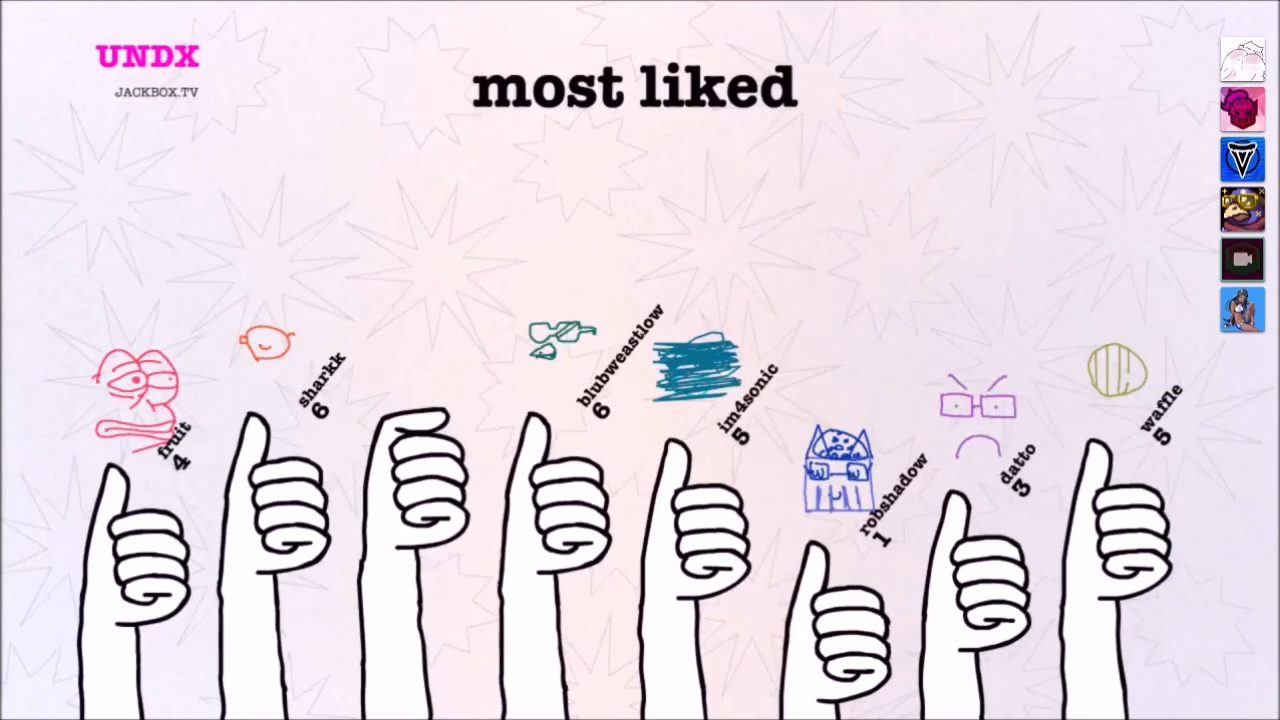 UNDX
JACKBOX.TV
most liked
fruit
4
sharkk
6
blubweastlow
6
im4sonic
5
robshadow
1
datto
3
waffle
5